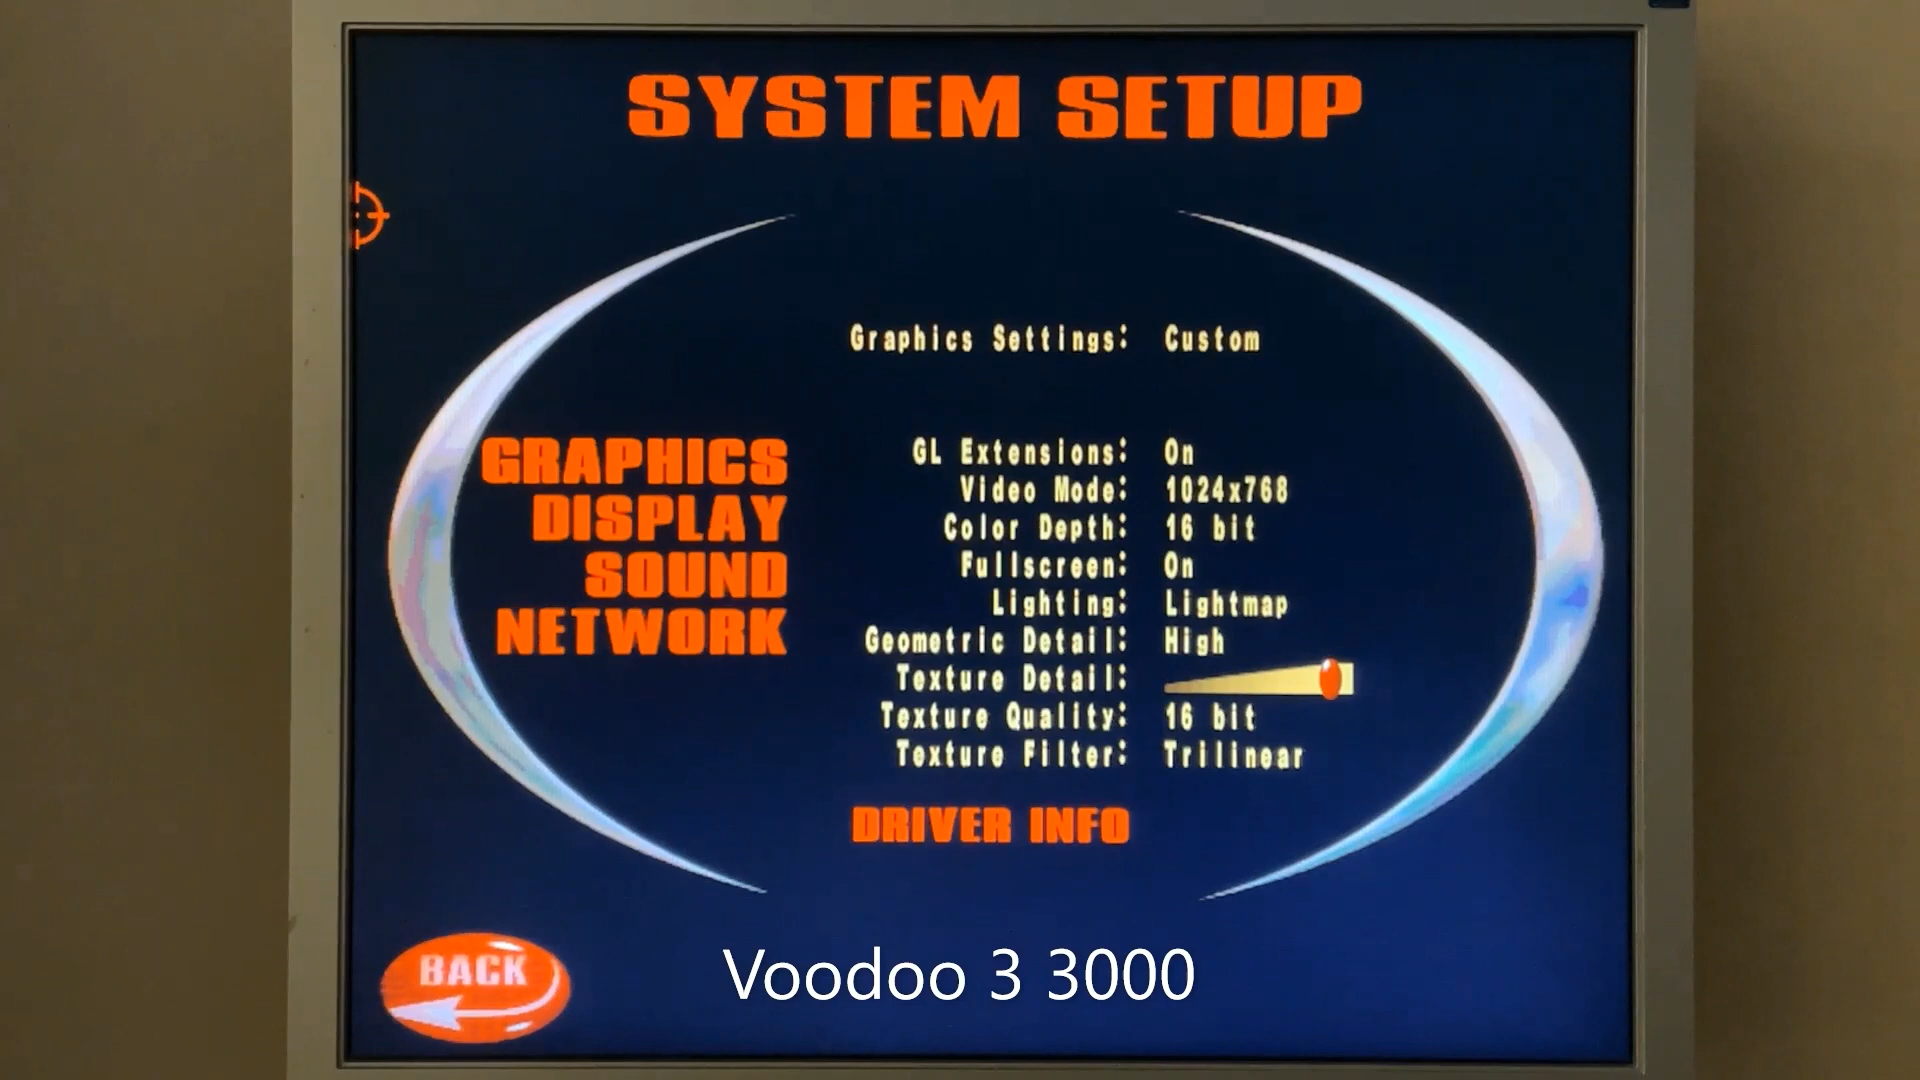 SYSTEM SETUP
Graphics Settings: Custom
GRAPHICS
DISPLAY
SOUND
NETWORK
GL Extensions: On
Video Mode: 1024x768
Color Depth: 16 bit
Fullscreen: On
Lighting: Lightmap
Geometric Detail: High
Texture Detail:
Texture Quality: 16 bit
Texture Filter: Trilinear
DRIVER INFO
BACK
Voodoo 3 3000